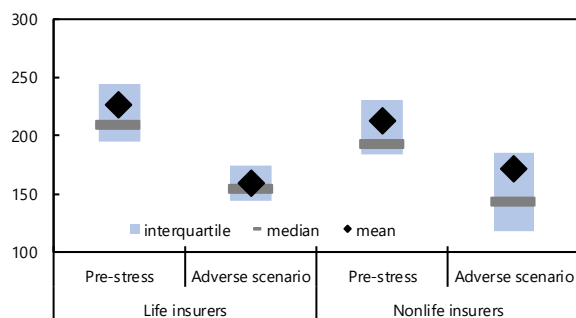 300
250
200
150
100
interquartile median mean
Pre-stress Adverse scenario Pre-stress Adverse scenario
Life insurers Nonlife insurers